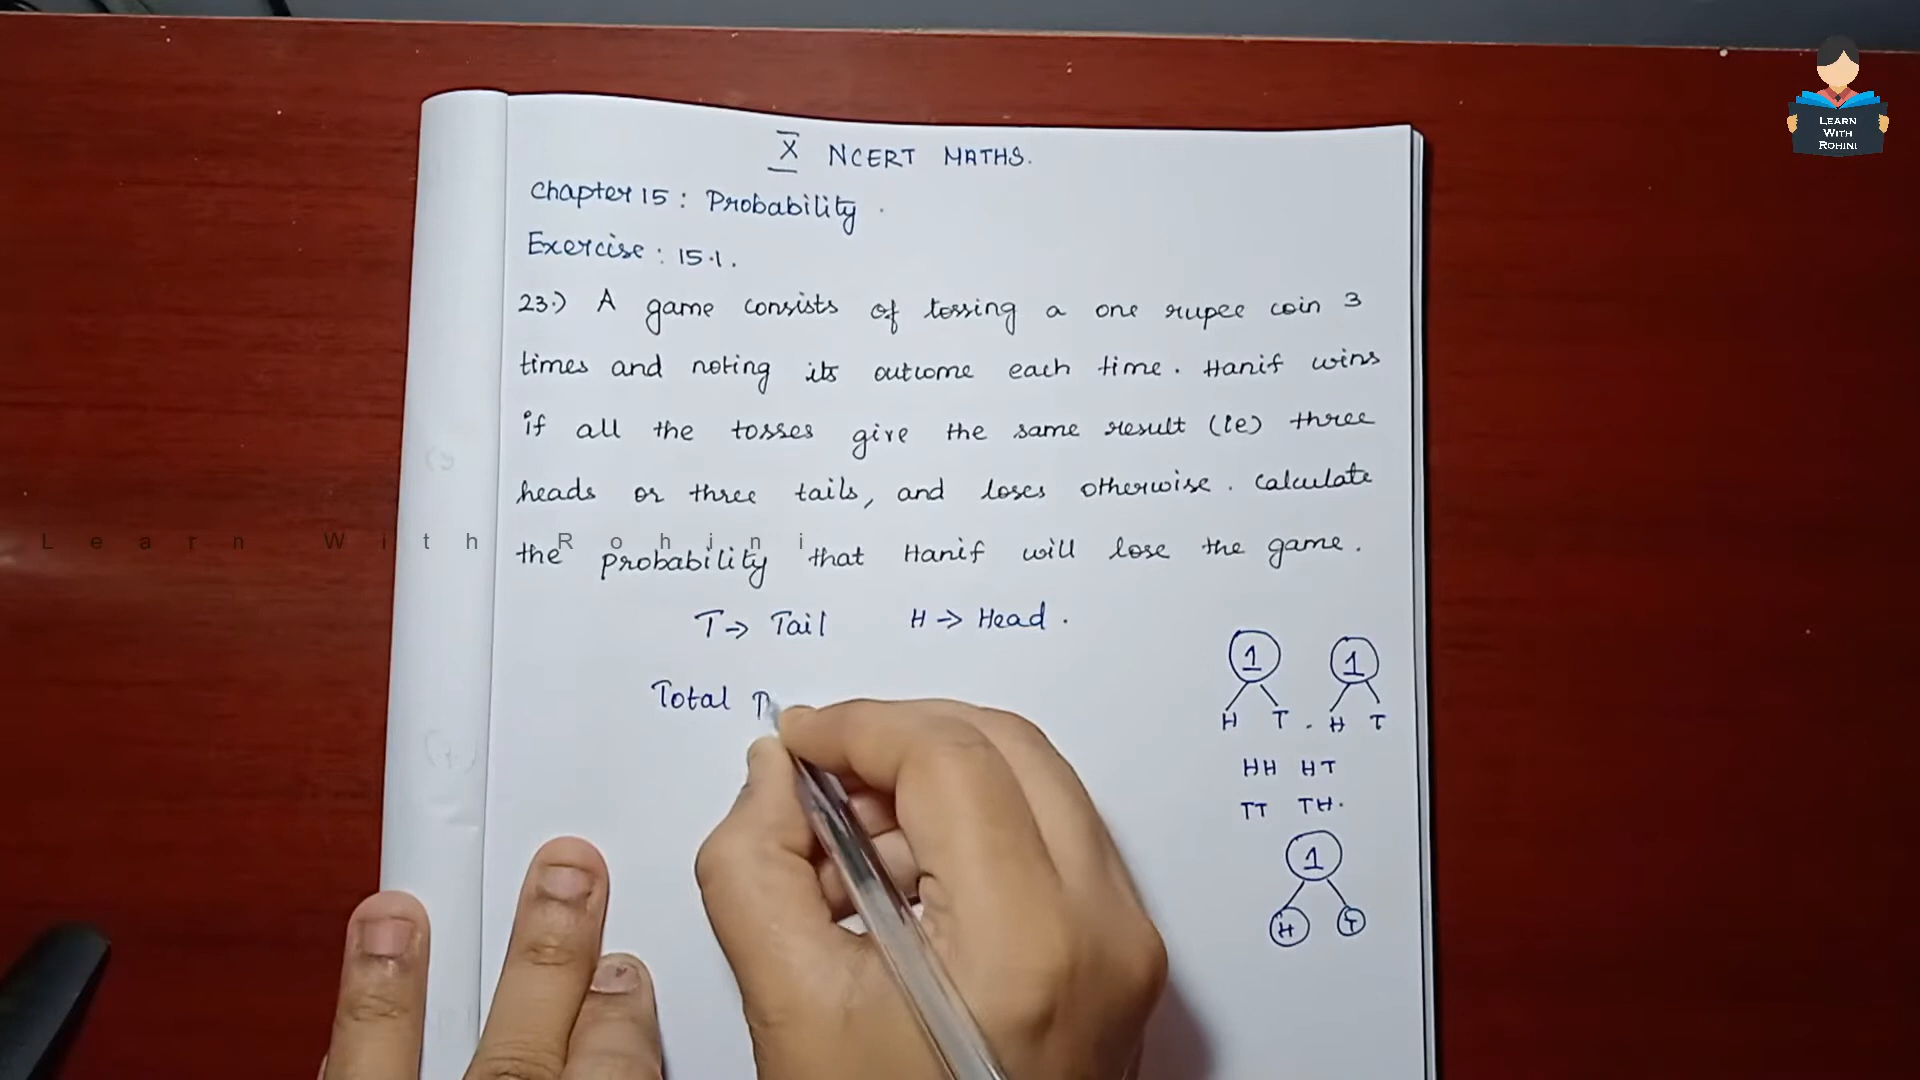 X NCERT MATHS.
Chapter 15 : Probability .
Exercise : 15.1.
23.) A game consists of tossing a one rupee coin 3
times and noting its outcome each time. Hanif wins
if all the tosses give the same result (ie) three
heads or three tails, and loses otherwise. calculate
the probability that Hanif will lose the game.
T → Tail H → Head .
Total
1 1
H T . H T
HH HT
TT TH.
1
H T
Learn With Rohini
LEARN
WITH
ROHINI